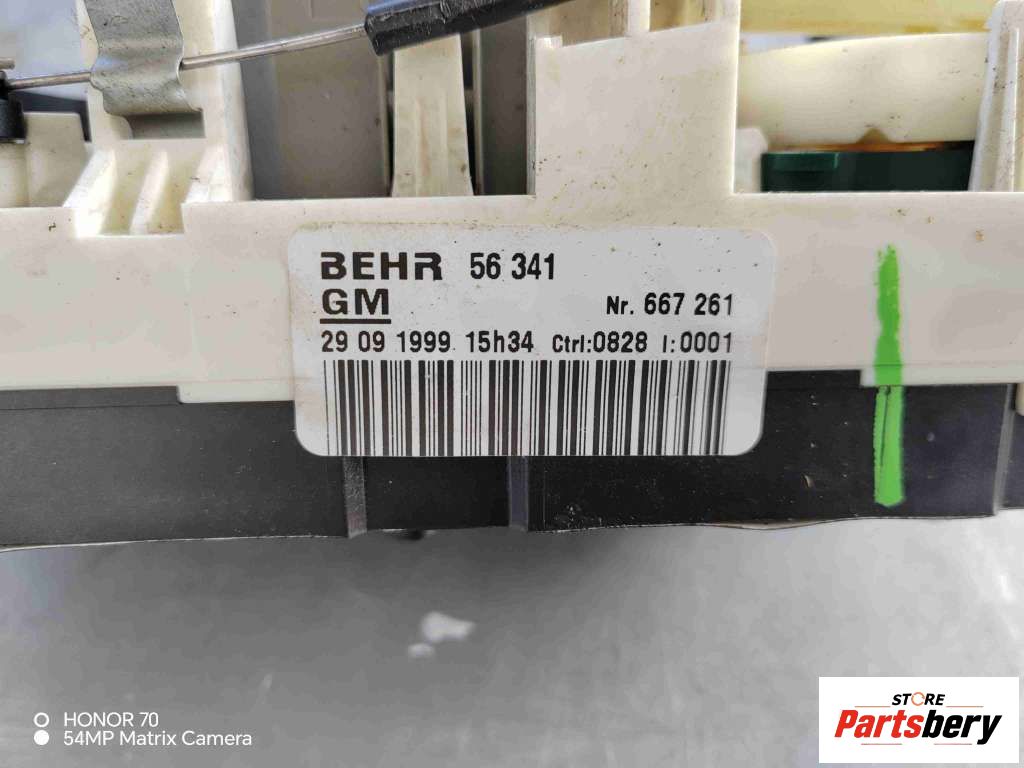 BEHR 56 341
GM Nr. 667 261
29 09 1999 15h34 Ctrl:0828 I:0001
HONOR 70
54MP Matrix Camera
STORE
Partsbery